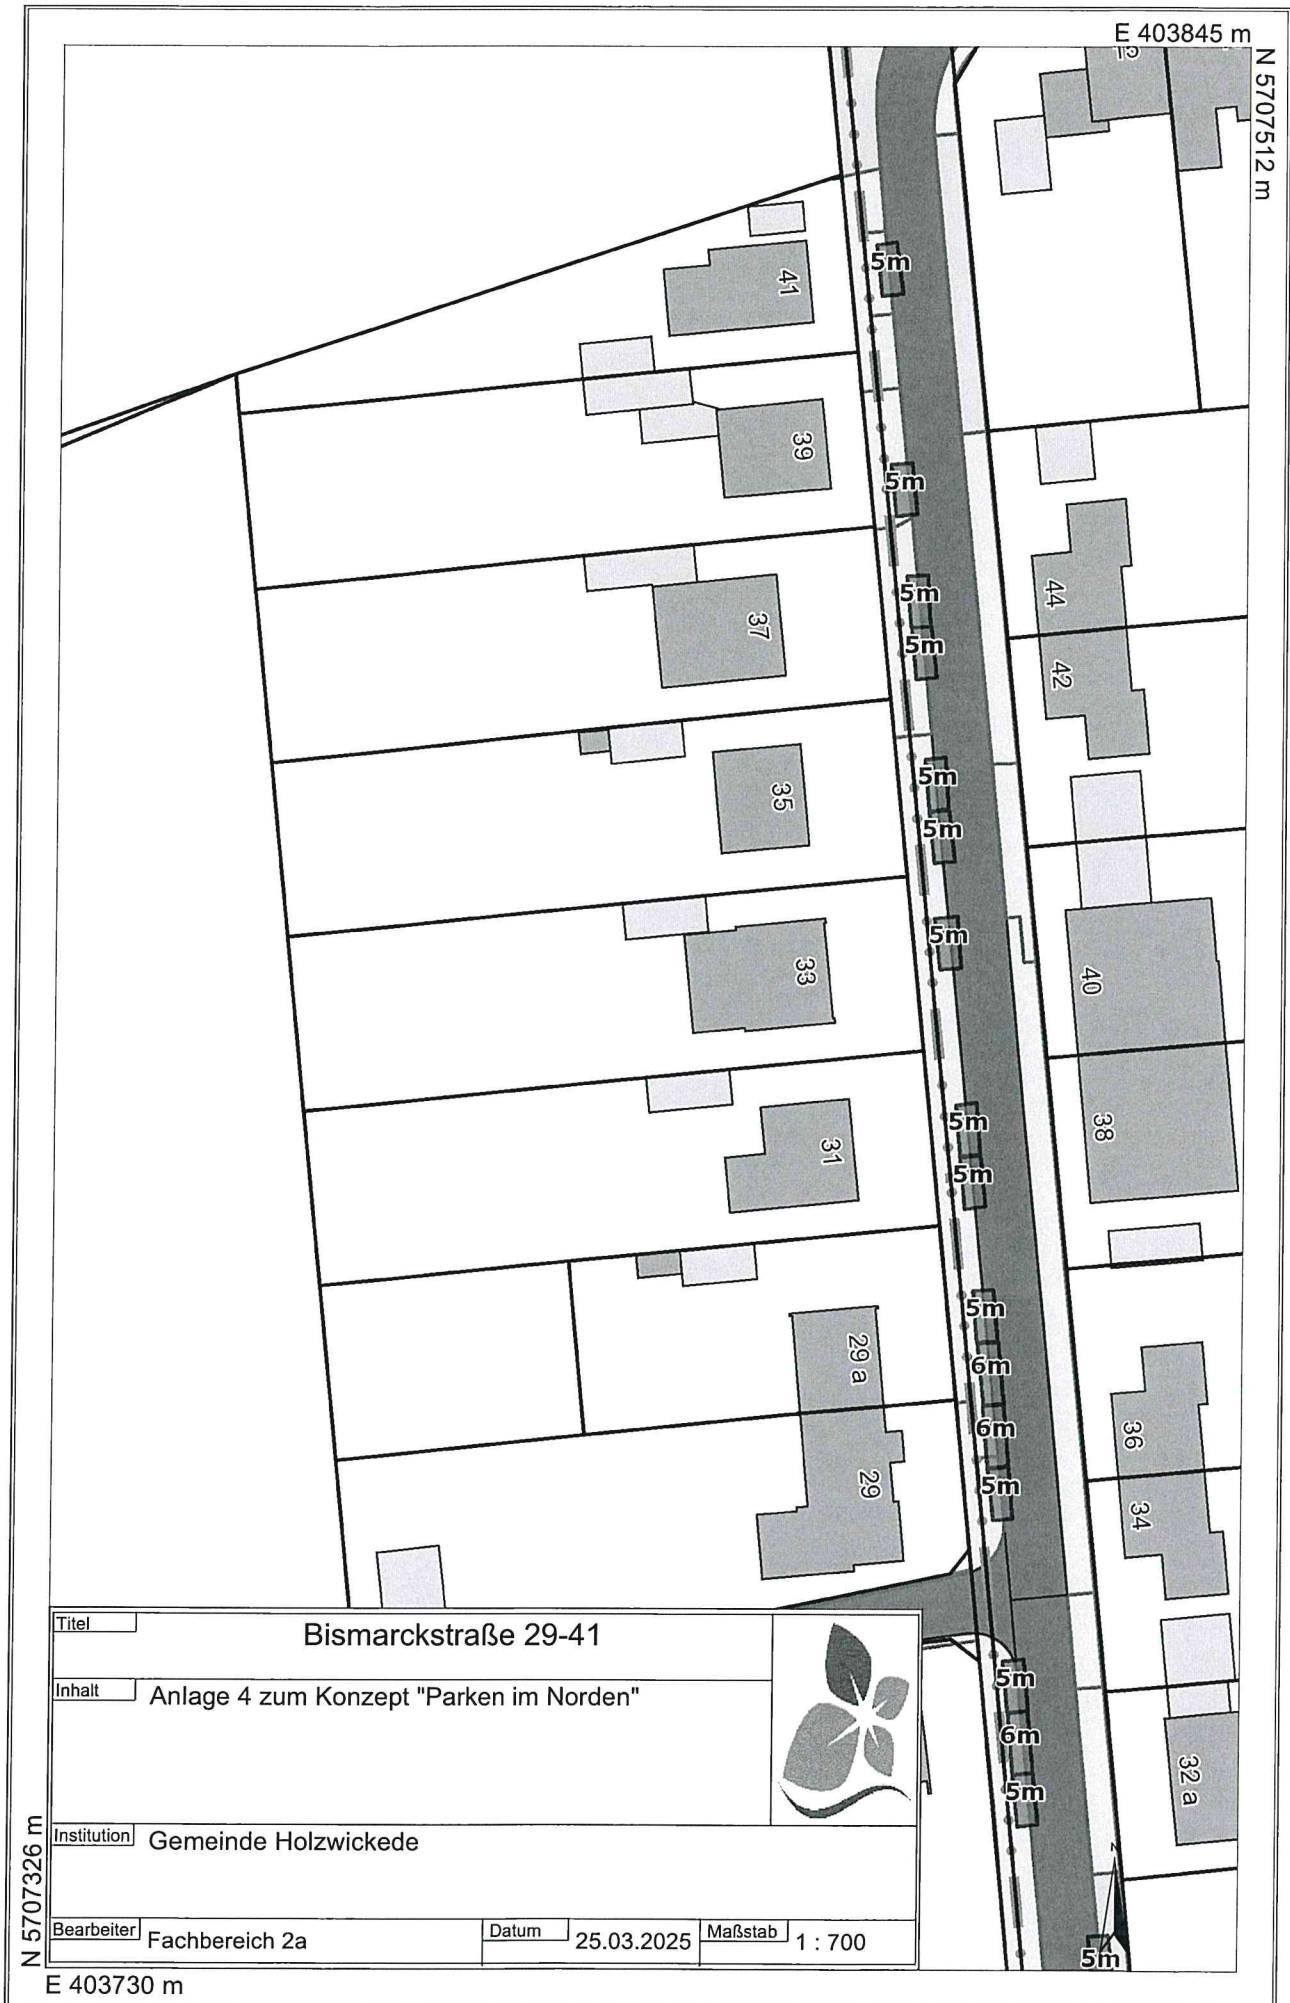 E 403845 m
N 5707512 m
41
5m
39
5m
44
5m
37
5m
42
5m
35
5m
5m
33
40
5m
38
31
5m
5m
29 a
6m
36
6m
29
5m
34
Titel
Bismarckstraße 29-41
Inhalt
Anlage 4 zum Konzept "Parken im Norden"
5m
6m
32 a
5m
Institution
Gemeinde Holzwickede
N
Bearbeiter
Fachbereich 2a
Datum
25.03.2025
Maßstab
1 : 700
5m
N 5707326 m
E 403730 m